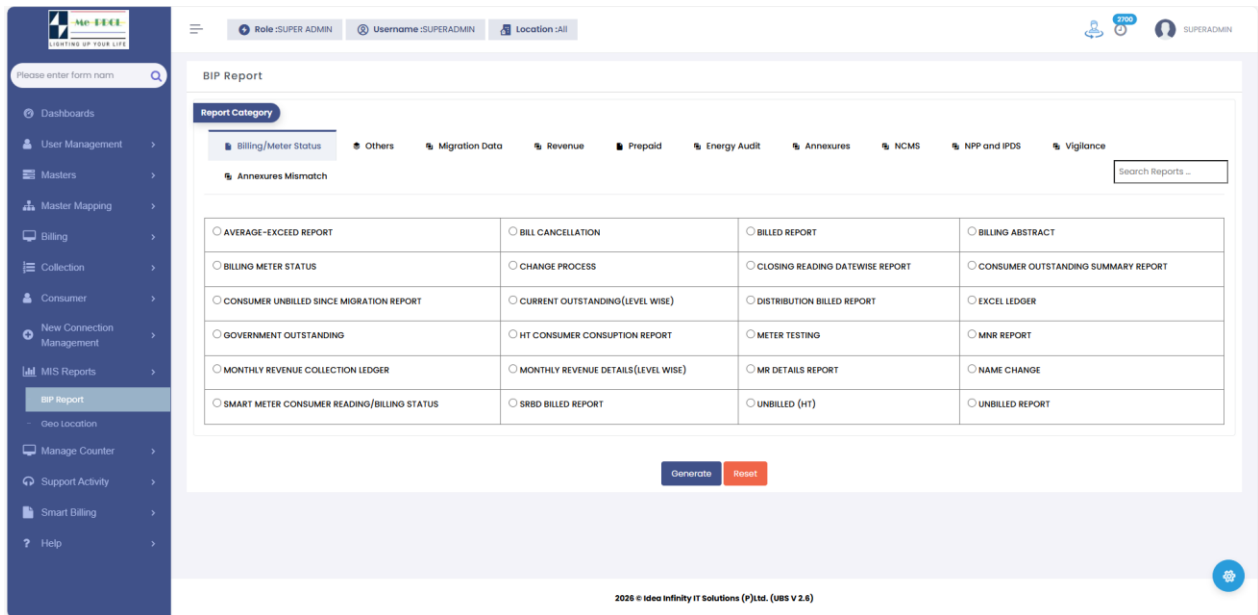 Me PDCL
LIGHTING UP YOUR LIFE
Role :SUPER ADMIN Username :SUPERADMIN Location :All
2700
SUPERADMIN
Please enter form nam
Dashboards
User Management
Masters
Master Mapping
Billing
Collection
Consumer
New Connection
Management
MIS Reports
BIP Report
Geo Location
Manage Counter
Support Activity
Smart Billing
Help
BIP Report
Report Category
Billing/Meter Status Others Migration Data Revenue Prepaid Energy Audit Annexures NCMS NPP and IPDS Vigilance
Annexures Mismatch
Search Reports ...
AVERAGE-EXCEED REPORT BILL CANCELLATION BILLED REPORT BILLING ABSTRACT
BILLING METER STATUS CHANGE PROCESS CLOSING READING DATEWISE REPORT CONSUMER OUTSTANDING SUMMARY REPORT
CONSUMER UNBILLED SINCE MIGRATION REPORT CURRENT OUTSTANDING(LEVEL WISE) DISTRIBUTION BILLED REPORT EXCEL LEDGER
GOVERNMENT OUTSTANDING HT CONSUMER CONSUPTION REPORT METER TESTING MNR REPORT
MONTHLY REVENUE COLLECTION LEDGER MONTHLY REVENUE DETAILS(LEVEL WISE) MR DETAILS REPORT NAME CHANGE
SMART METER CONSUMER READING/BILLING STATUS SRBD BILLED REPORT UNBILLED (HT) UNBILLED REPORT
Generate Reset
2026 © Idea Infinity IT Solutions (P)Ltd. (UBS V 2.6)